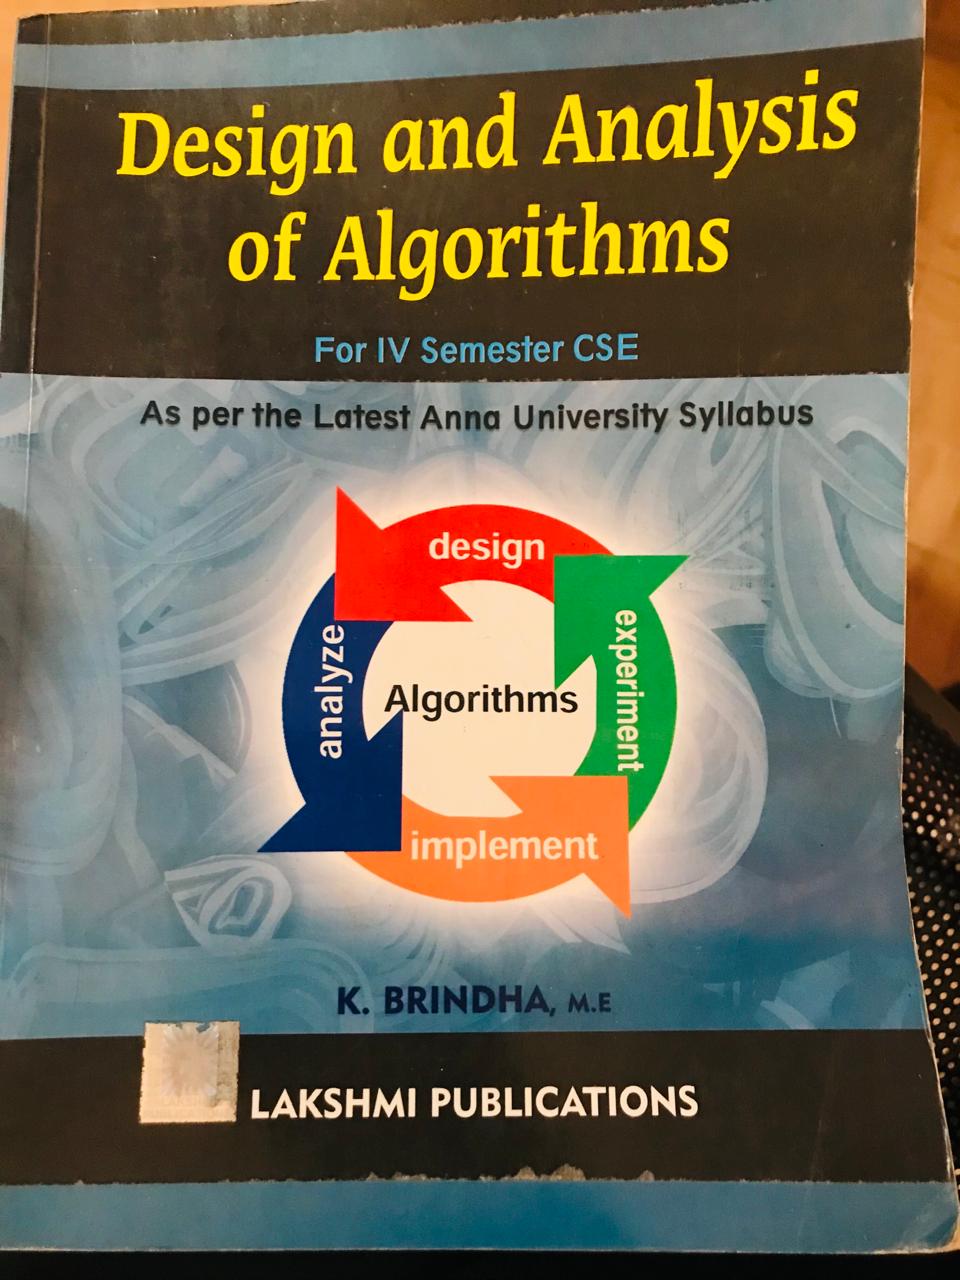 Design and Analysis
of Algorithms
For IV Semester CSE
As per the Latest Anna University Syllabus
design
experiment
analyze
Algorithms
implement
K. BRINDHA, M.E
LAKSHMI PUBLICATIONS